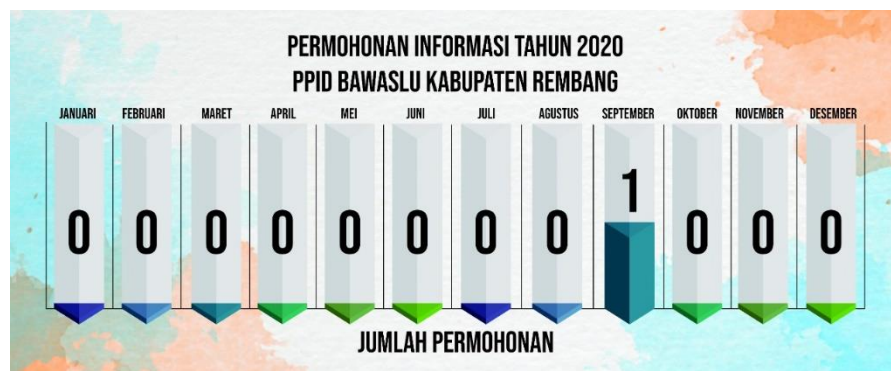 PERMOHONAN INFORMASI TAHUN 2020
PPID BAWASLU KABUPATEN REMBANG
JANUARI FEBRUARI MARET APRIL MEI JUNI JULI AGUSTUS SEPTEMBER OKTOBER NOVEMBER DESEMBER
0 0 0 0 0 0 0 0 1 0 0 0
JUMLAH PERMOHONAN